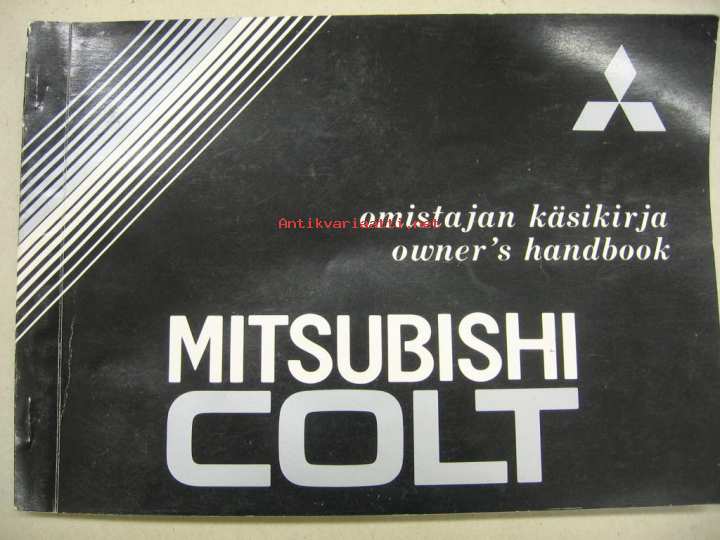 omistajan käsikirja
Antikvariaatti.net
owner's handbook
MITSUBISHI
COLT